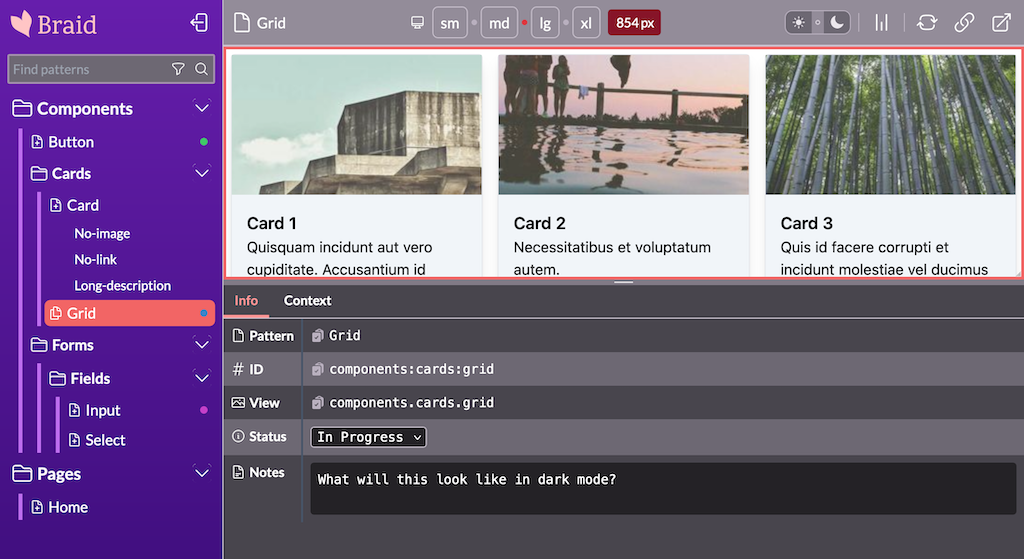 Braid
Find patterns
Components
Button
Cards
Card
No-image
No-link
Long-description
Grid
Forms
Fields
Input
Select
Pages
Home
Grid
sm md lg xl 854px
Card 1
Quisquam incidunt aut vero
cupiditate. Accusantium id
Card 2
Necessitatibus et voluptatum
autem.
Card 3
Quis id facere corrupti et
incidunt molestiae vel ducimus
Info Context
Pattern Grid
ID components:cards:grid
View components.cards.grid
Status In Progress
Notes What will this look like in dark mode?